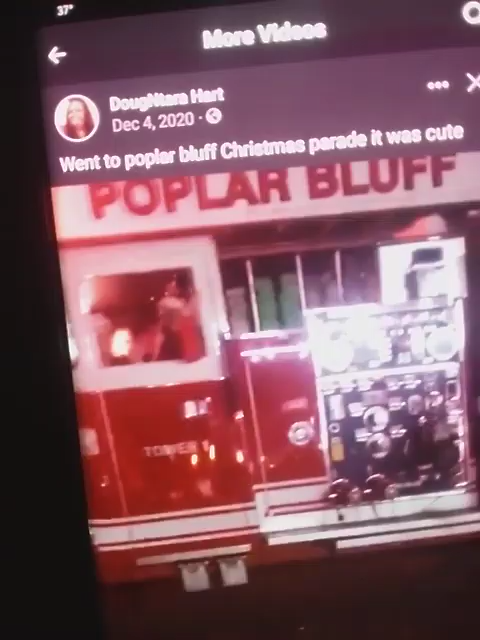 37°
More Videos
DougNtara Hart
Dec 4, 2020 ·
Went to poplar bluff Christmas parade it was cute
POPLAR BLUFF
TOWER 1